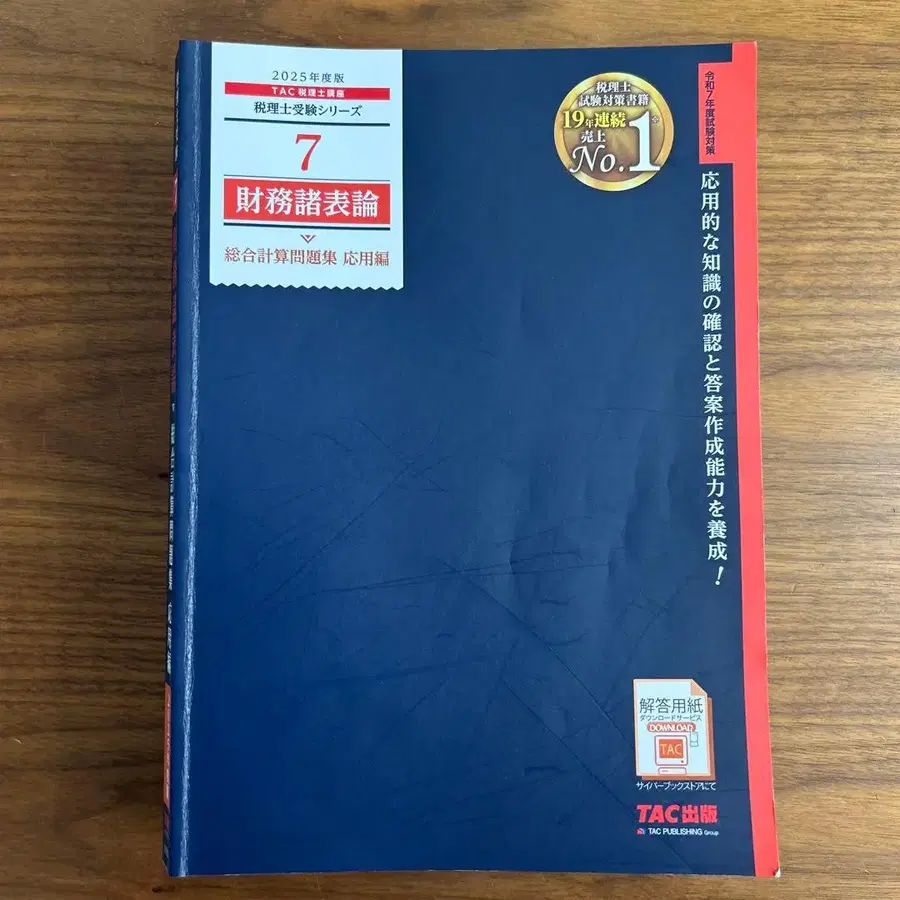 2025年度版
TAC税理士講座
税理士受験シリーズ
7
財務諸表論
総合計算問題集 応用編
税理士
試験対策書籍
19年連続
売上
No.1
令和7年度試験対策
応用的な知識の確認と答案作成能力を養成!
解答用紙
ダウンロードサービス
DOWNLOAD
TAC
サイバーブックストアにて
TAC出版
TAC PUBLISHING Group